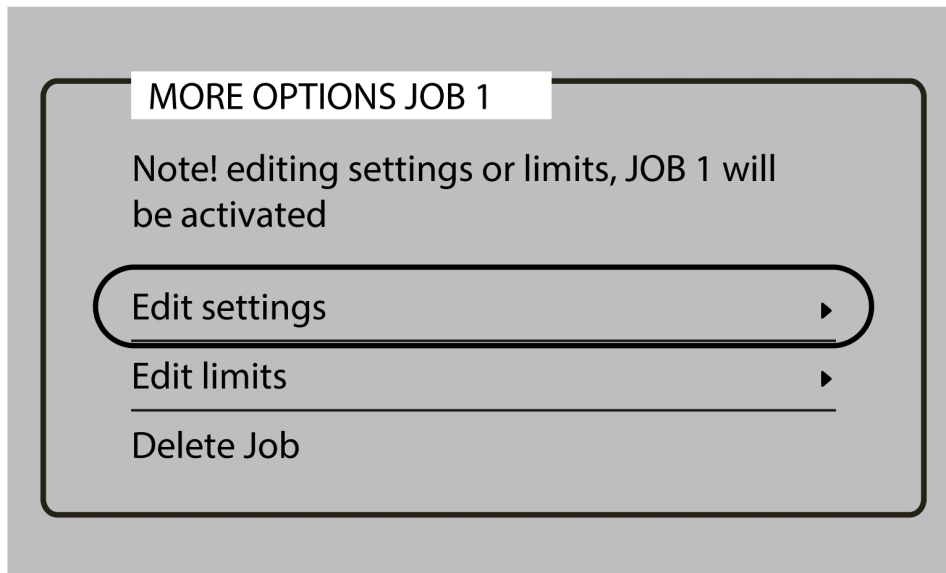 MORE OPTIONS JOB 1
Note! editing settings or limits, JOB 1 will
be activated
Edit settings
Edit limits
Delete Job